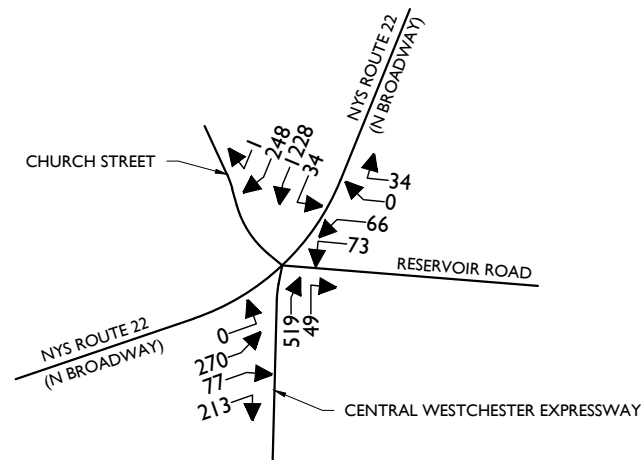 NYS ROUTE 22
(N BROADWAY)
1
248
1228
34
CHURCH STREET
34
0
66
73
RESERVOIR ROAD
519
49
NYS ROUTE 22
(N BROADWAY)
0
270
77
213
CENTRAL WESTCHESTER EXPRESSWAY